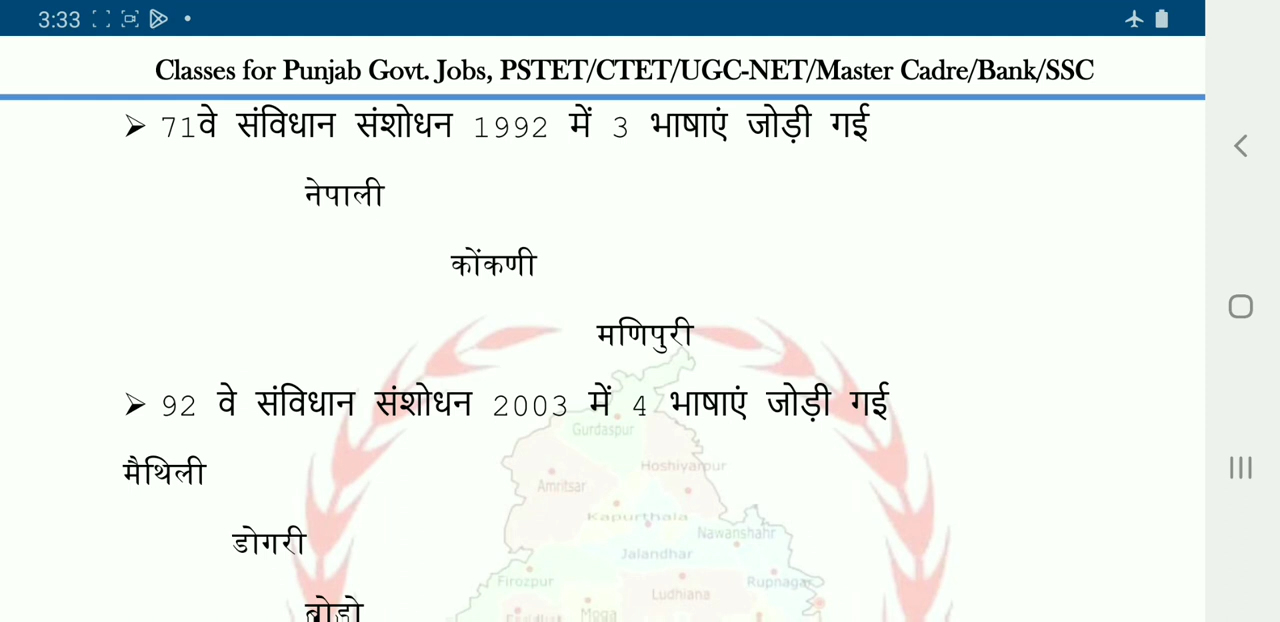 3:33
Classes for Punjab Govt. Jobs, PSTET/CTET/UGC-NET/Master Cadre/Bank/SSC
➢ 71वे संविधान संशोधन 1992 में 3 भाषाएं जोड़ी गई
नेपाली
कोंकणी
मणिपुरी
➢ 92 वे संविधान संशोधन 2003 में 4 भाषाएं जोड़ी गई
Gurdaspur
Hoshiyarpur
मैथिली
Amritsar
Kapurthala
Nawanshahr
डोगरी
Jalandhar
Firozpur
Rupnagar
Ludhiana
बोडो
Moga